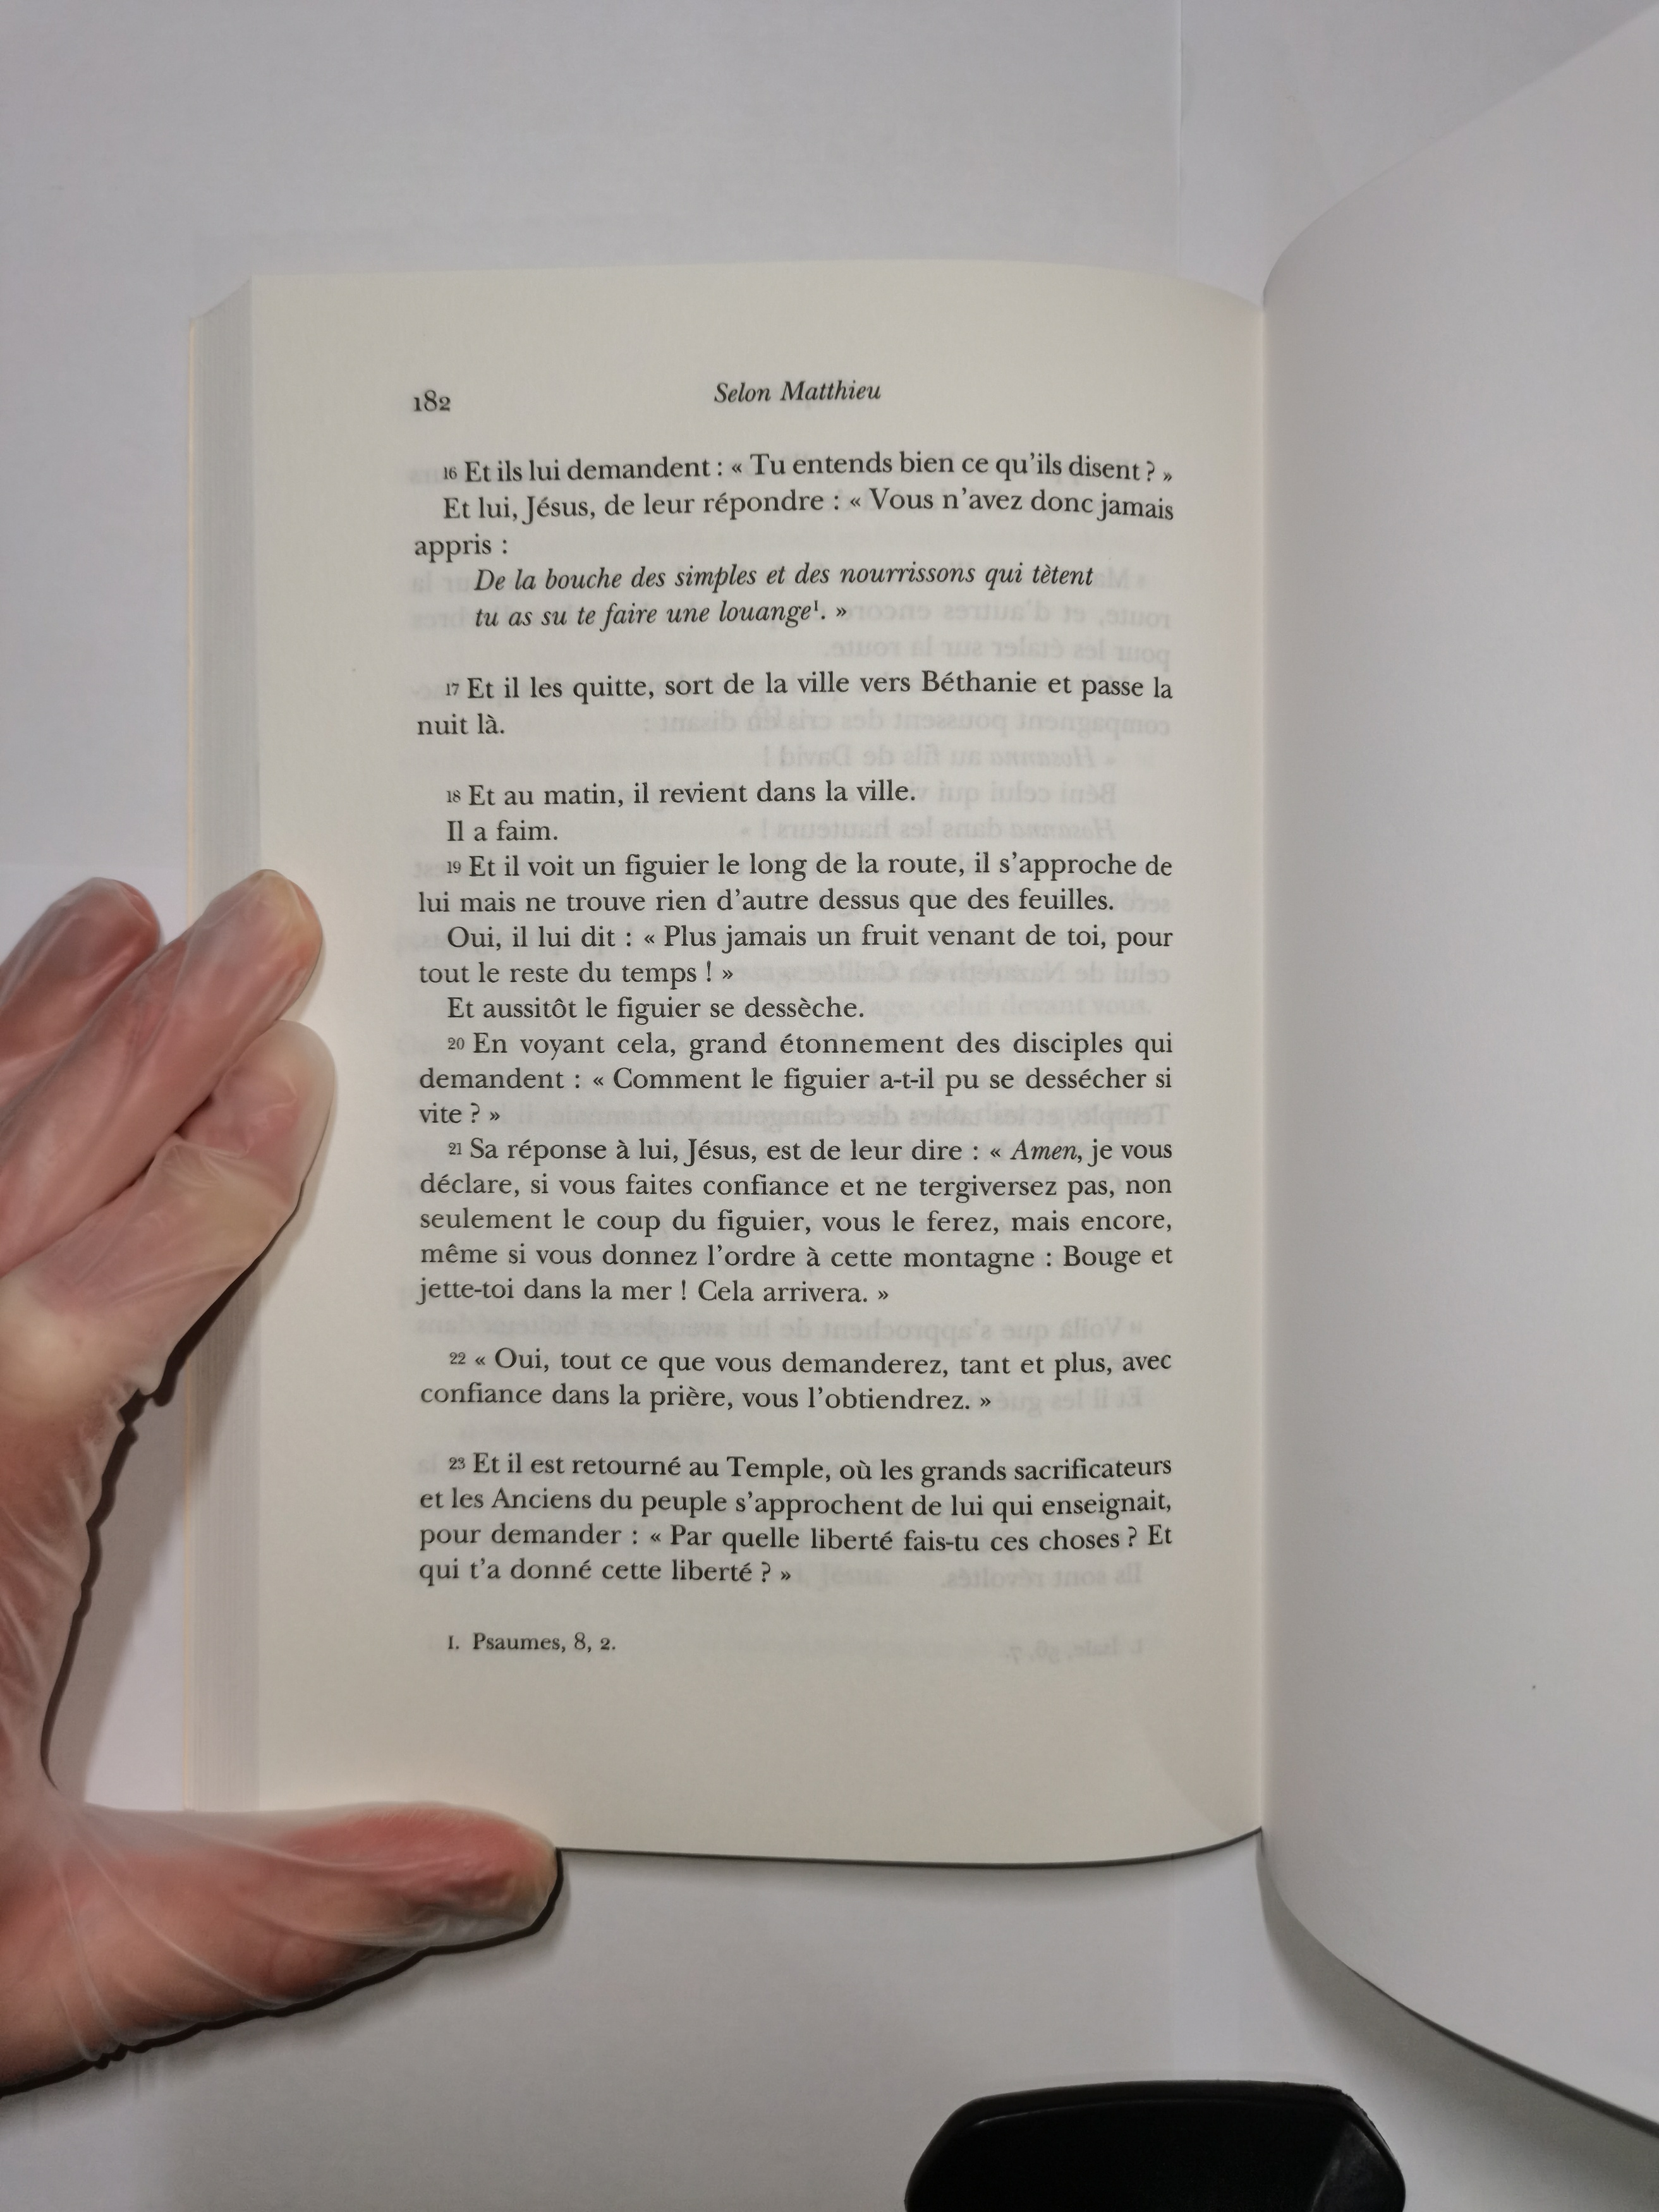 182
Selon Matthieu
16 Et ils lui demandent : « Tu entends bien ce qu’ils disent ? »
Et lui, Jésus, de leur répondre : « Vous n’avez donc jamais
appris :
De la bouche des simples et des nourrissons qui tètent
tu as su te faire une louange¹. »
17 Et il les quitte, sort de la ville vers Béthanie et passe la
nuit là.
18 Et au matin, il revient dans la ville.
Il a faim.
19 Et il voit un figuier le long de la route, il s’approche de
lui mais ne trouve rien d’autre dessus que des feuilles.
Oui, il lui dit : « Plus jamais un fruit venant de toi, pour
tout le reste du temps ! »
Et aussitôt le figuier se dessèche.
20 En voyant cela, grand étonnement des disciples qui
demandent : « Comment le figuier a-t-il pu se dessécher si
vite ? »
21 Sa réponse à lui, Jésus, est de leur dire : « Amen, je vous
déclare, si vous faites confiance et ne tergiversez pas, non
seulement le coup du figuier, vous le ferez, mais encore,
même si vous donnez l’ordre à cette montagne : Bouge et
jette-toi dans la mer ! Cela arrivera. »
22 « Oui, tout ce que vous demanderez, tant et plus, avec
confiance dans la prière, vous l’obtiendrez. »
23 Et il est retourné au Temple, où les grands sacrificateurs
et les Anciens du peuple s’approchent de lui qui enseignait,
pour demander : « Par quelle liberté fais-tu ces choses ? Et
qui t’a donné cette liberté ? »
1. Psaumes, 8, 2.